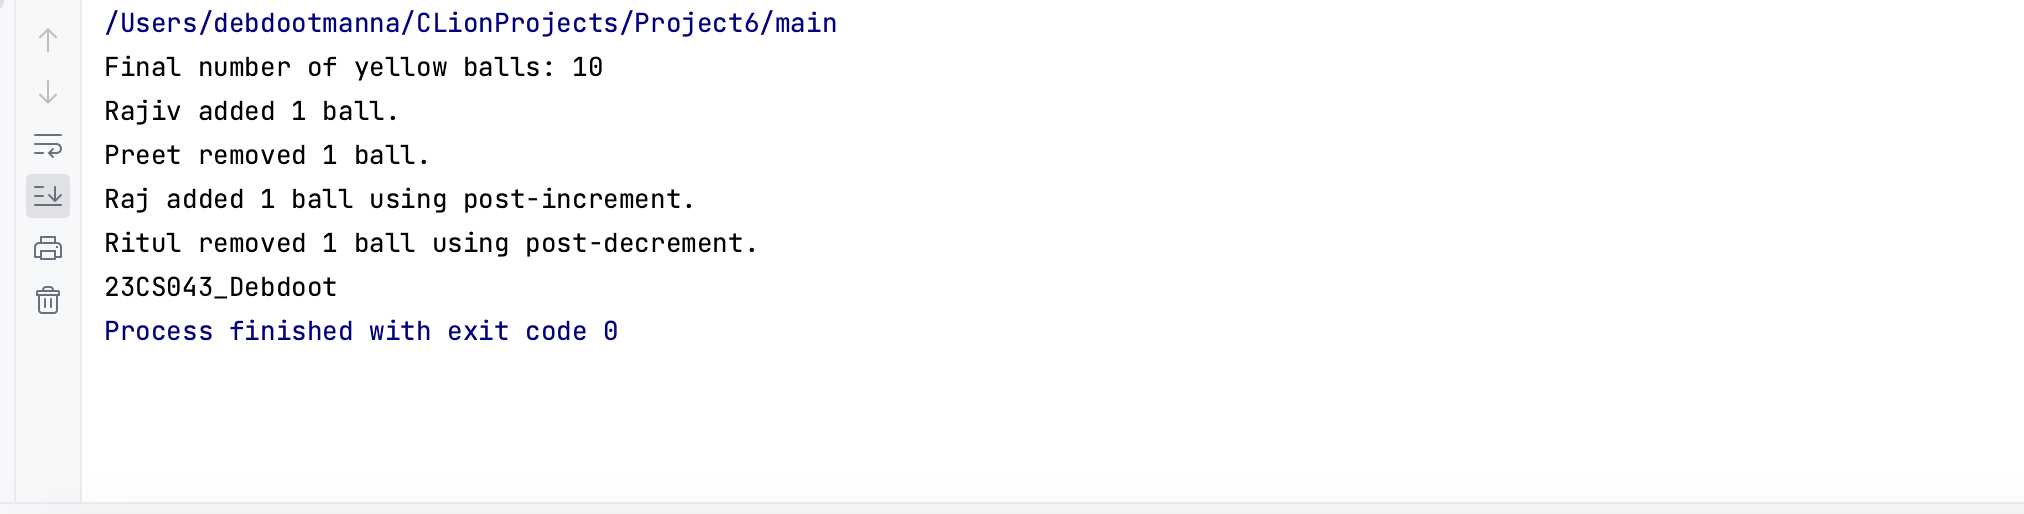 /Users/debdootmanna/CLionProjects/Project6/main
Final number of yellow balls: 10
Rajiv added 1 ball.
Preet removed 1 ball.
Raj added 1 ball using post-increment.
Ritul removed 1 ball using post-decrement.
23CS043_Debdoot
Process finished with exit code 0